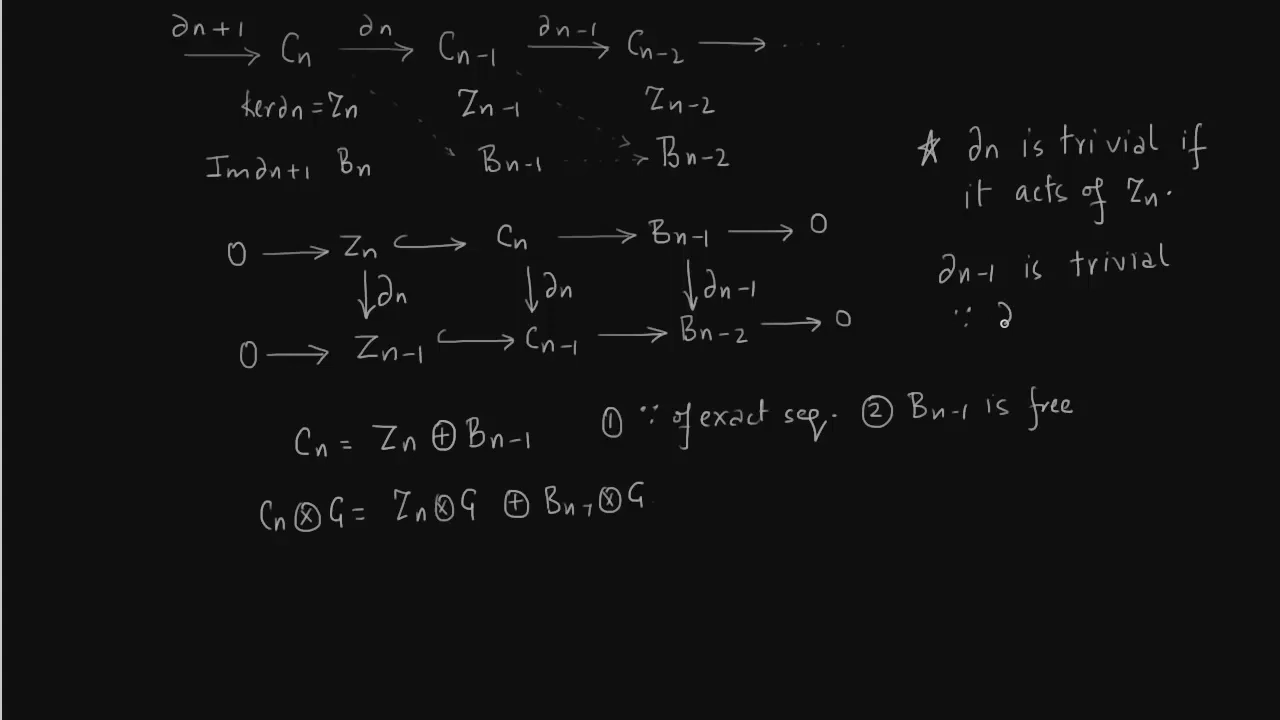 ∂n+1 → Cn ∂n → Cn-1 ∂n-1 → Cn-2 → .....
ker∂n = Zn Zn-1 Zn-2
Im∂n+1 Bn Bn-1 Bn-2
0 → Zn ↪ Cn → Bn-1 → 0
↓∂n ↓∂n ↓∂n-1
0 → Zn-1 ↪ Cn-1 → Bn-2 → 0
Cn = Zn ⊕ Bn-1 ① ∵ of exact seq. ② Bn-1 is free
Cn ⊗ G = Zn ⊗ G ⊕ Bn-1 ⊗ G
* ∂n is trivial if
it acts of Zn.
∂n-1 is trivial
∵ ∂